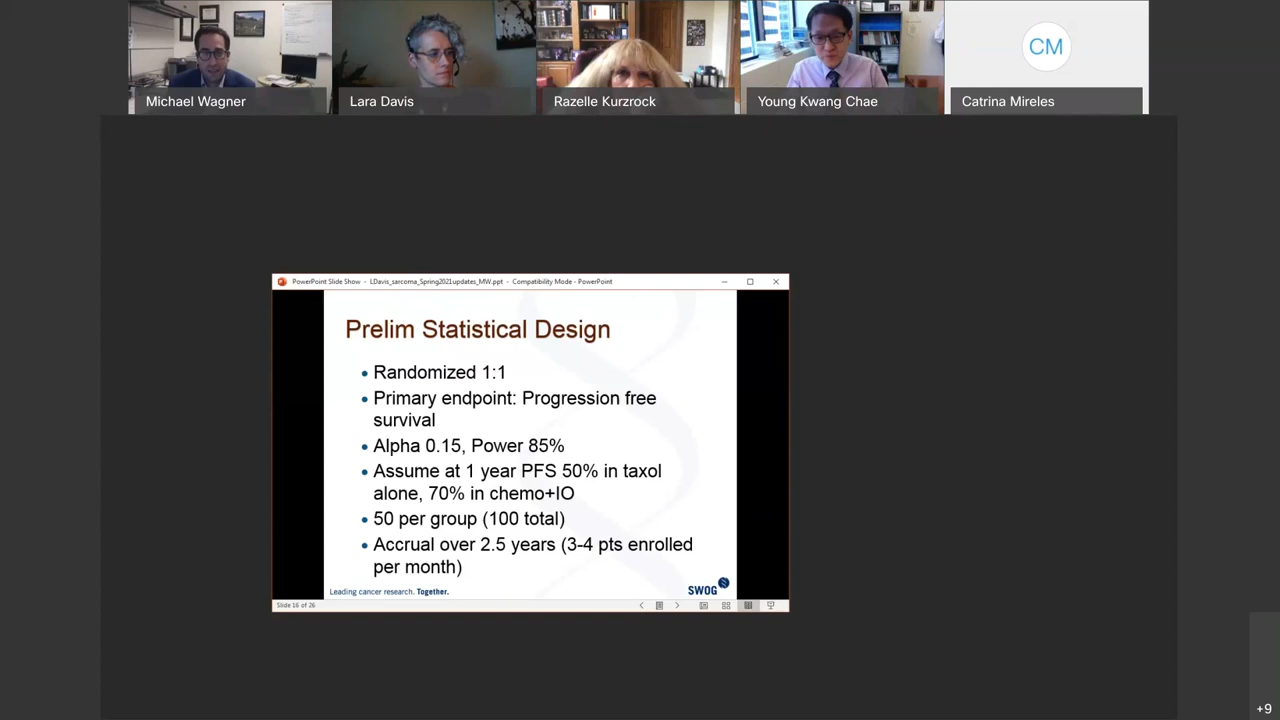 Michael Wagner
Lara Davis
Razelle Kurzrock
Young Kwang Chae
CM
Catrina Mireles
PowerPoint Slide Show - LDavis_sarcoma_Spring2021updates_MW.ppt - Compatibility Mode - PowerPoint
Prelim Statistical Design
• Randomized 1:1
• Primary endpoint: Progression free
survival
• Alpha 0.15, Power 85%
• Assume at 1 year PFS 50% in taxol
alone, 70% in chemo+IO
• 50 per group (100 total)
• Accrual over 2.5 years (3-4 pts enrolled
per month)
Leading cancer research. Together.
SWOG
Slide 16 of 26
+9